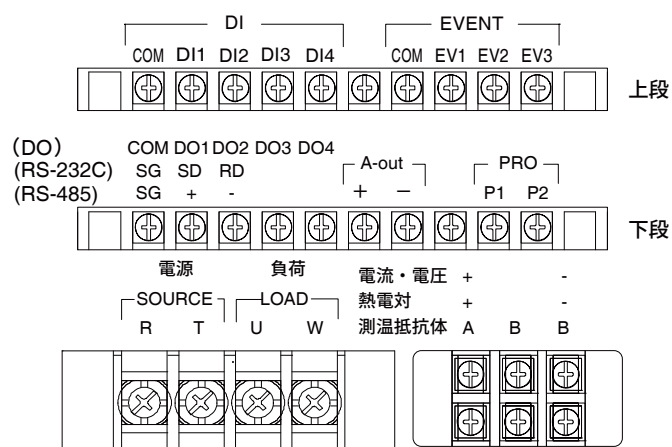 DI EVENT
COM DI1 DI2 DI3 DI4 COM EV1 EV2 EV3
上段
(DO) COM DO1 DO2 DO3 DO4
(RS-232C) SG SD RD A-out PRO
(RS-485) SG + - + − P1 P2
下段
電源 負荷 電流・電圧 + -
SOURCE LOAD 熱電対 + -
R T U W 測温抵抗体 A B B